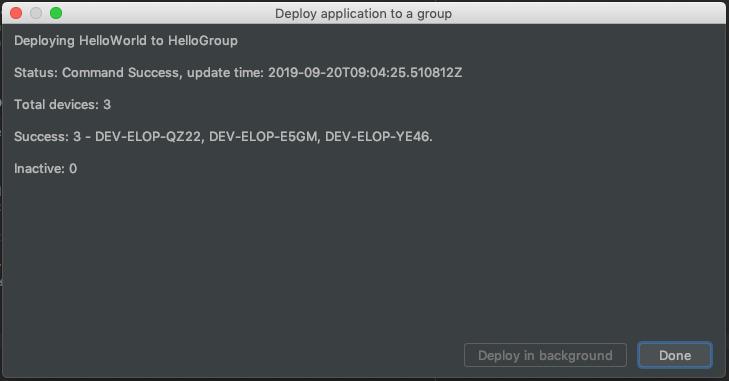 Deploy application to a group
Deploying HelloWorld to HelloGroup
Status: Command Success, update time: 2019-09-20T09:04:25.510812Z
Total devices: 3
Success: 3 - DEV-ELOP-QZ22, DEV-ELOP-E5GM, DEV-ELOP-YE46.
Inactive: 0
Deploy in background
Done